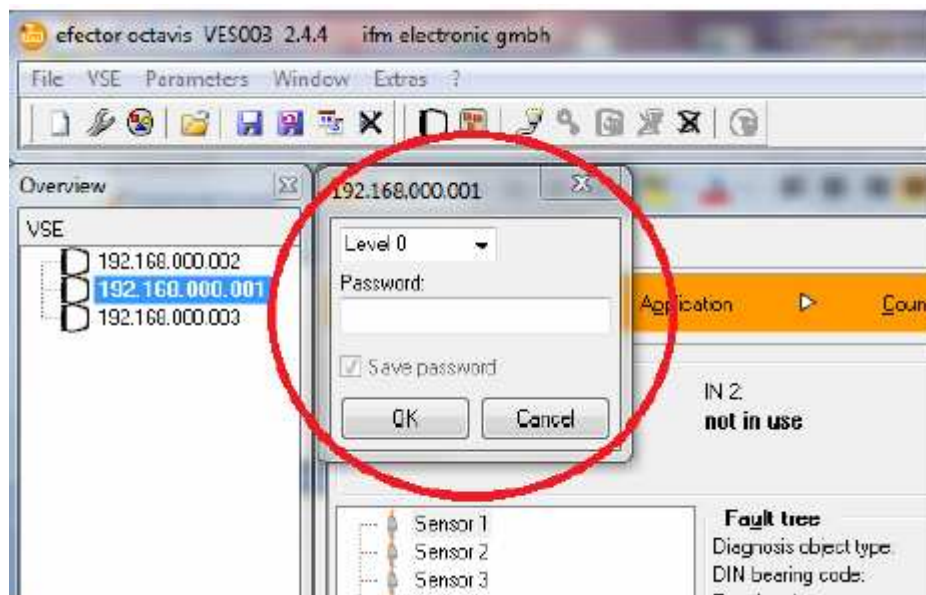 efector octavis VES003 2.4.4 ifm electronic gmbh
File VSE Parameters Window Extras ?
Overview
VSE
192.168.000.002
192.168.000.001
192.168.000.003
192.168.000.001
Level 0
Password:
Save password
OK Cancel
Application Coun
IN 2:
not in use
Sensor 1
Sensor 2
Sensor 3
Fault tree
Diagnosis object type:
DIN bearing code: